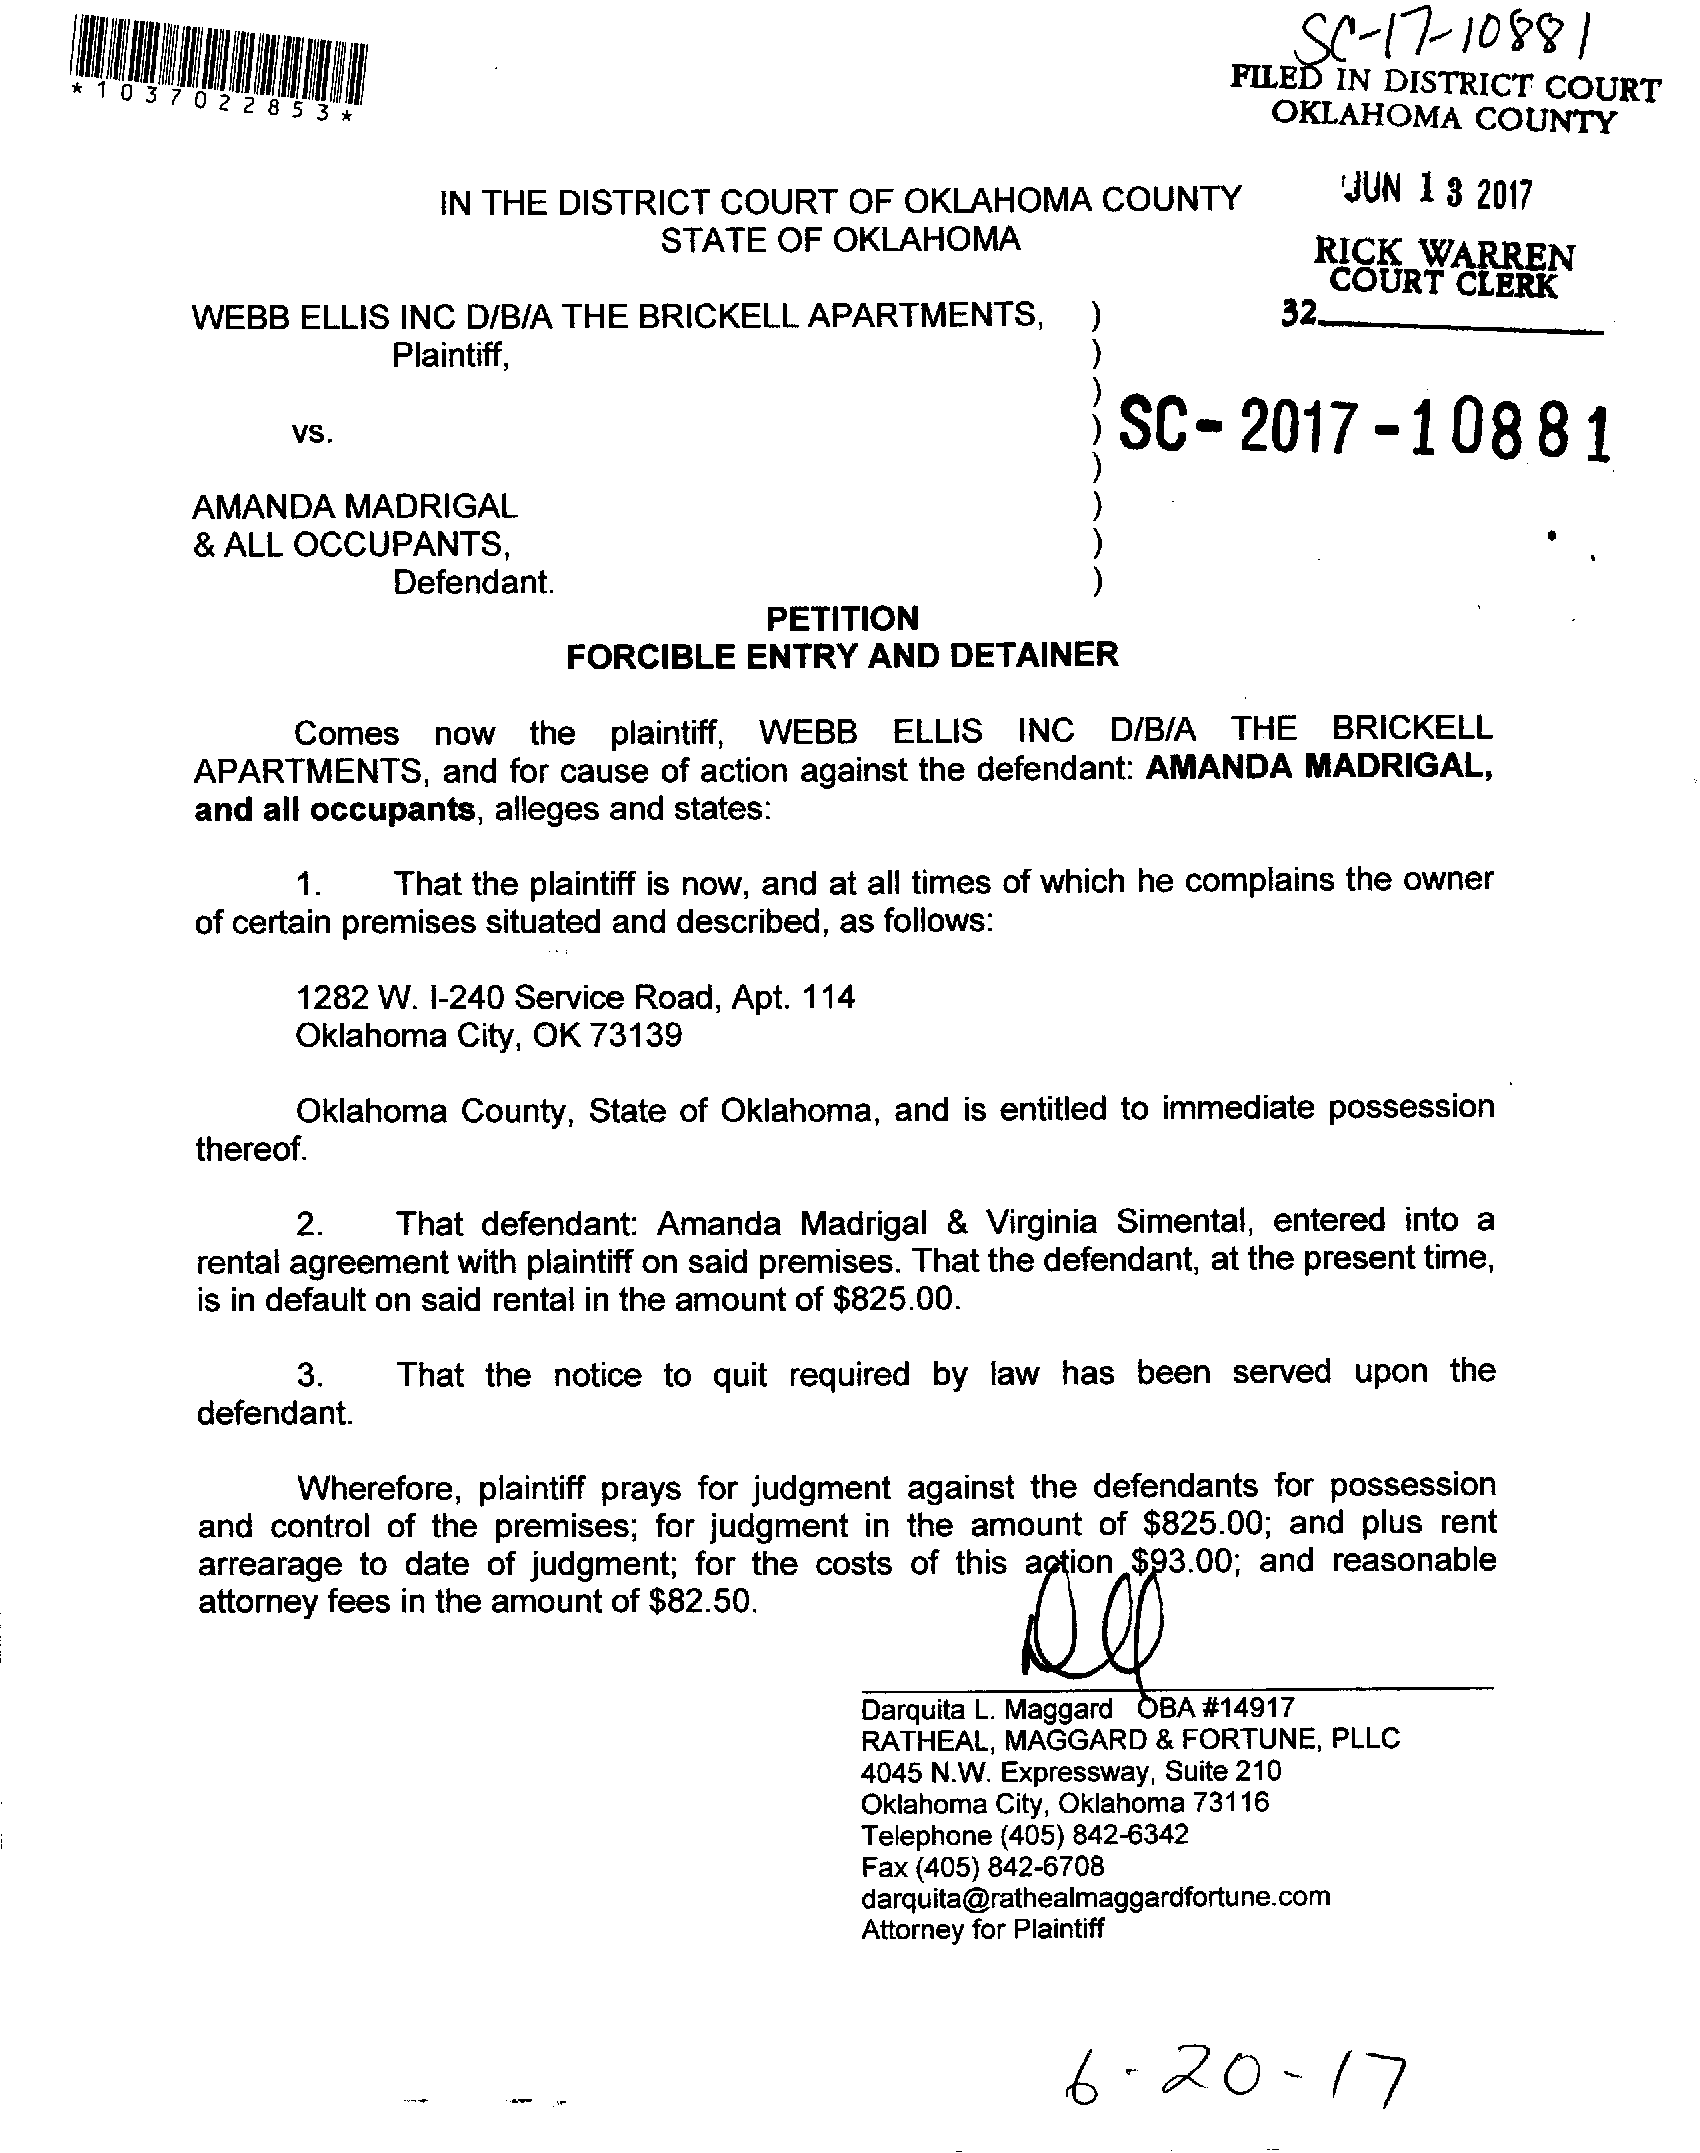 SC-17-10881
*1037022853*
FILED IN DISTRICT COURT
OKLAHOMA COUNTY
JUN 13 2017
RICK WARREN
COURT CLERK
32
IN THE DISTRICT COURT OF OKLAHOMA COUNTY
STATE OF OKLAHOMA
WEBB ELLIS INC D/B/A THE BRICKELL APARTMENTS, )
Plaintiff, )
)
vs. ) SC-2017-10881
)
AMANDA MADRIGAL )
& ALL OCCUPANTS, )
Defendant. )
PETITION
FORCIBLE ENTRY AND DETAINER
Comes now the plaintiff, WEBB ELLIS INC D/B/A THE BRICKELL
APARTMENTS, and for cause of action against the defendant: AMANDA MADRIGAL,
and all occupants, alleges and states:
1. That the plaintiff is now, and at all times of which he complains the owner
of certain premises situated and described, as follows:
1282 W. I-240 Service Road, Apt. 114
Oklahoma City, OK 73139
Oklahoma County, State of Oklahoma, and is entitled to immediate possession
thereof.
2. That defendant: Amanda Madrigal & Virginia Simental, entered into a
rental agreement with plaintiff on said premises. That the defendant, at the present time,
is in default on said rental in the amount of $825.00.
3. That the notice to quit required by law has been served upon the
defendant.
Wherefore, plaintiff prays for judgment against the defendants for possession
and control of the premises; for judgment in the amount of $825.00; and plus rent
arrearage to date of judgment; for the costs of this action $93.00; and reasonable
attorney fees in the amount of $82.50.
Darquita L. Maggard OBA #14917
RATHEAL, MAGGARD & FORTUNE, PLLC
4045 N.W. Expressway, Suite 210
Oklahoma City, Oklahoma 73116
Telephone (405) 842-6342
Fax (405) 842-6708
darquita@rathealmaggardfortune.com
Attorney for Plaintiff
6-20-17